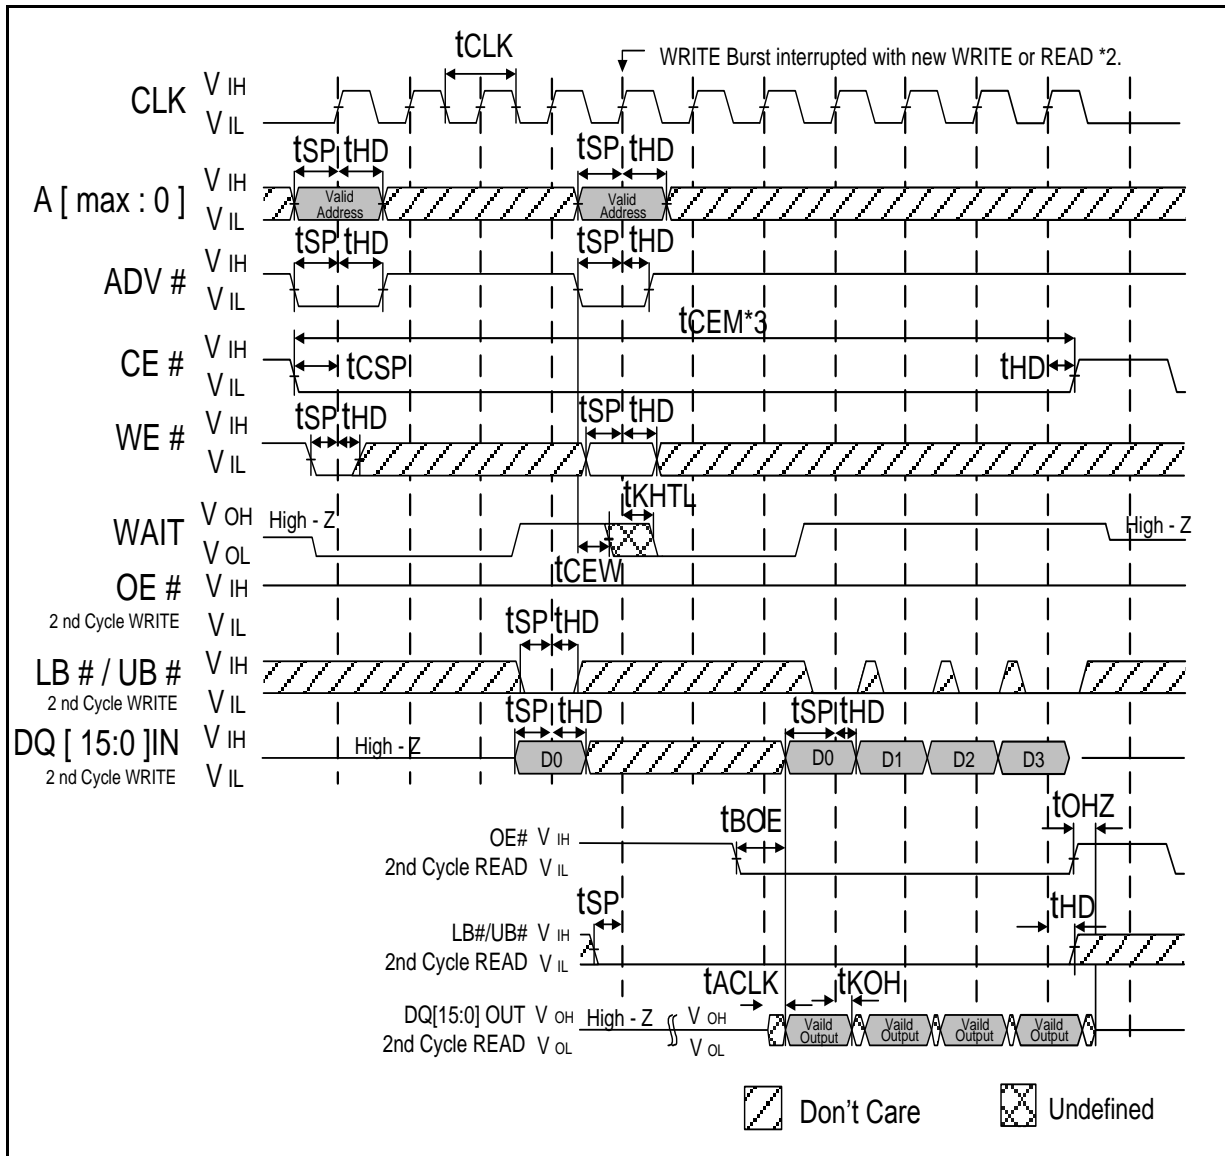 tCLK
WRITE Burst interrupted with new WRITE or READ *2.
CLK
V IH
V IL
tSP tHD tSP tHD
A [ max : 0 ]
V IH
V IL
Valid Address
Valid Address
tSP tHD tSP tHD
ADV #
V IH
V IL
tCEM*3
CE #
V IH
V IL
tCSP
tHD
tSP tHD tSP tHD
WE #
V IH
V IL
tKHTL
WAIT
V OH
V OL
High - Z
High - Z
tCEW
OE #
2 nd Cycle WRITE
V IH
V IL
tSP tHD
LB # / UB #
2 nd Cycle WRITE
V IH
V IL
tSP tHD tSP tHD
DQ [ 15:0 ]IN
2 nd Cycle WRITE
V IH
V IL
High - Z
D0 D0 D1 D2 D3
tBOE tOHZ
OE# V IH
2nd Cycle READ V IL
tSP tHD
LB#/UB# V IH
2nd Cycle READ V IL
tACLK tKOH
DQ[15:0] OUT V OH High - Z V OH
2nd Cycle READ V OL V OL
Vaild Output
Vaild Output
Vaild Output
Vaild Output
Don't Care
Undefined